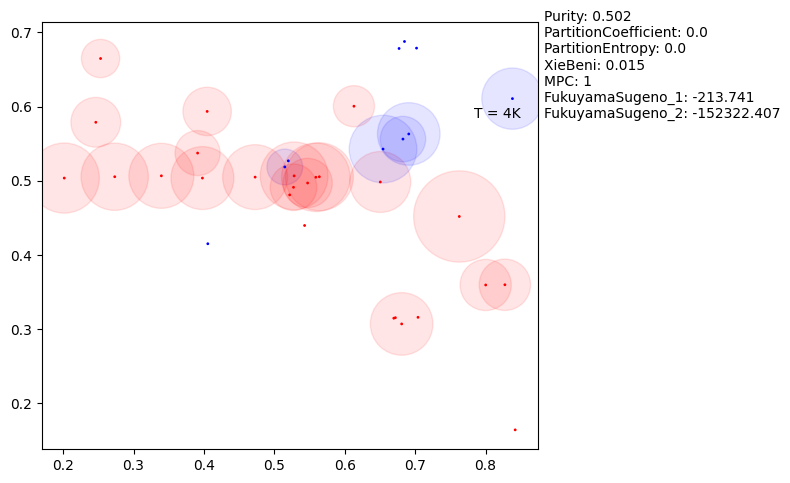 Purity: 0.502
PartitionCoefficient: 0.0
PartitionEntropy: 0.0
XieBeni: 0.015
MPC: 1
FukuyamaSugeno_1: -213.741
FukuyamaSugeno_2: -152322.407
T = 4K
0.7
0.6
0.5
0.4
0.3
0.2
0.2 0.3 0.4 0.5 0.6 0.7 0.8